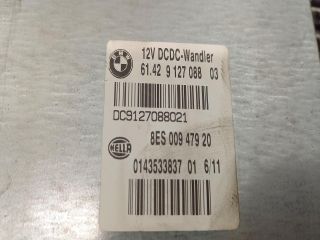 BMW
12V DCDC-Wandler
61.42 9 127 088 03
DC9127088021
8ES 009 479 20
HELLA
0143533837 01 6/11